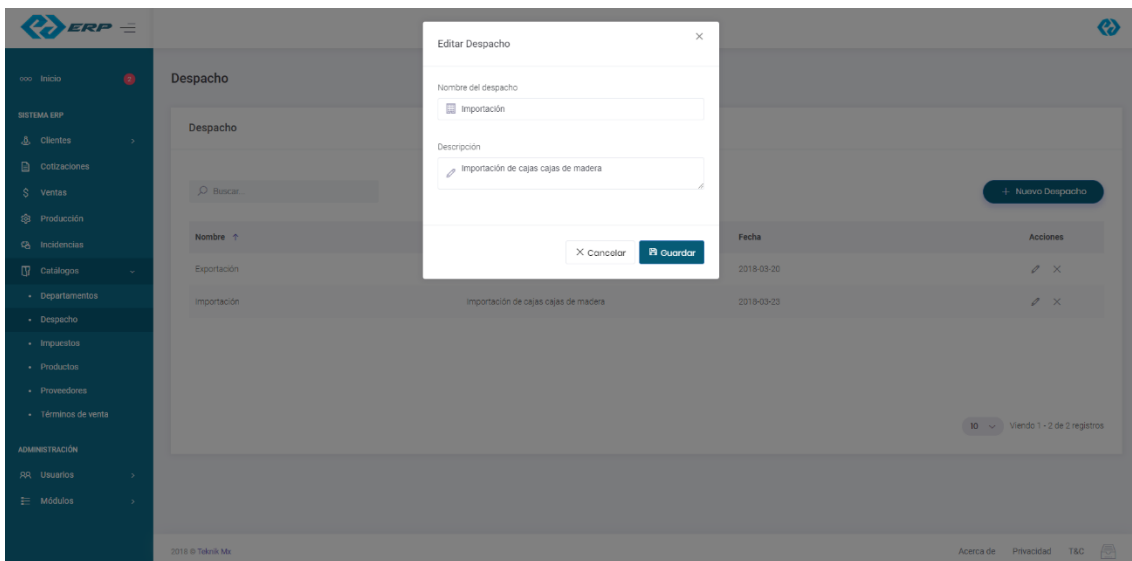 ERP
Editar Despacho
Inicio 2
Despacho
Nombre del despacho
Importación
SISTEMA ERP
Despacho
Clientes
Descripción
Cotizaciones
Importación de cajas cajas de madera
Ventas
Buscar...
+ Nuevo Despacho
Producción
Nombre ↑ Fecha Acciones
Incidencias
× Cancelar Guardar
Catálogos
Exportación 2018-03-20
Departamentos
Importación Importación de cajas cajas de madera 2018-03-23
Despacho
Impuestos
Productos
Proveedores
Términos de venta
10 Viendo 1 - 2 de 2 registros
ADMINISTRACIÓN
Usuarios
Módulos
2018 © Teknik Mx Acerca de Privacidad T&C